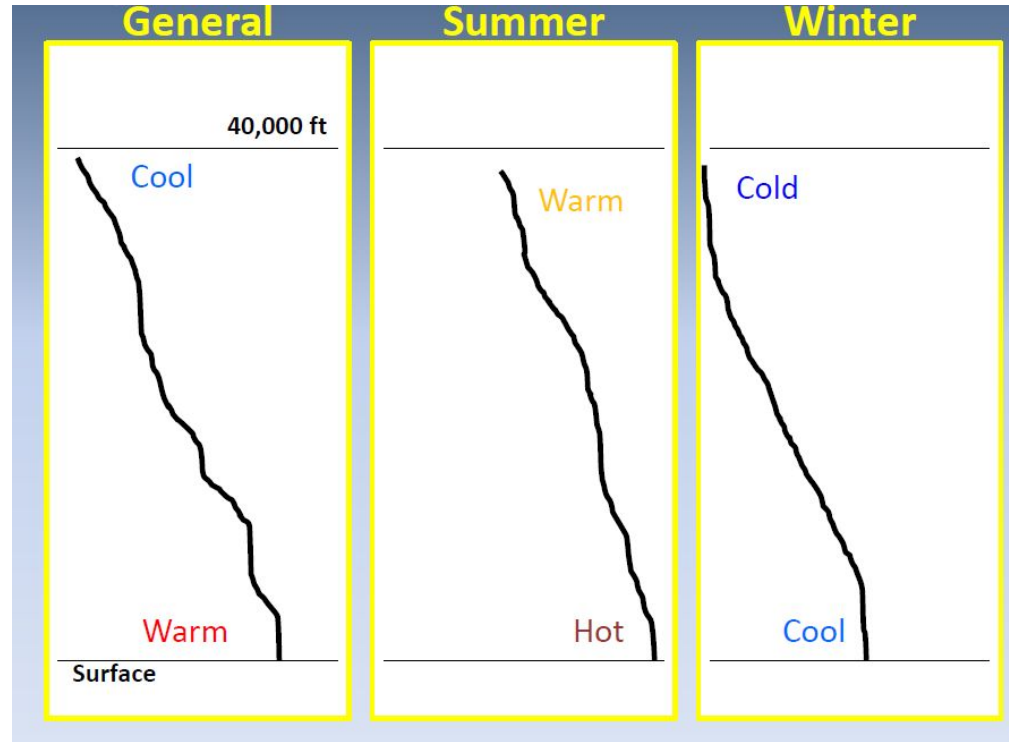 General
Summer
Winter
40,000 ft
Cool
Warm
Cold
Warm
Hot
Cool
Surface